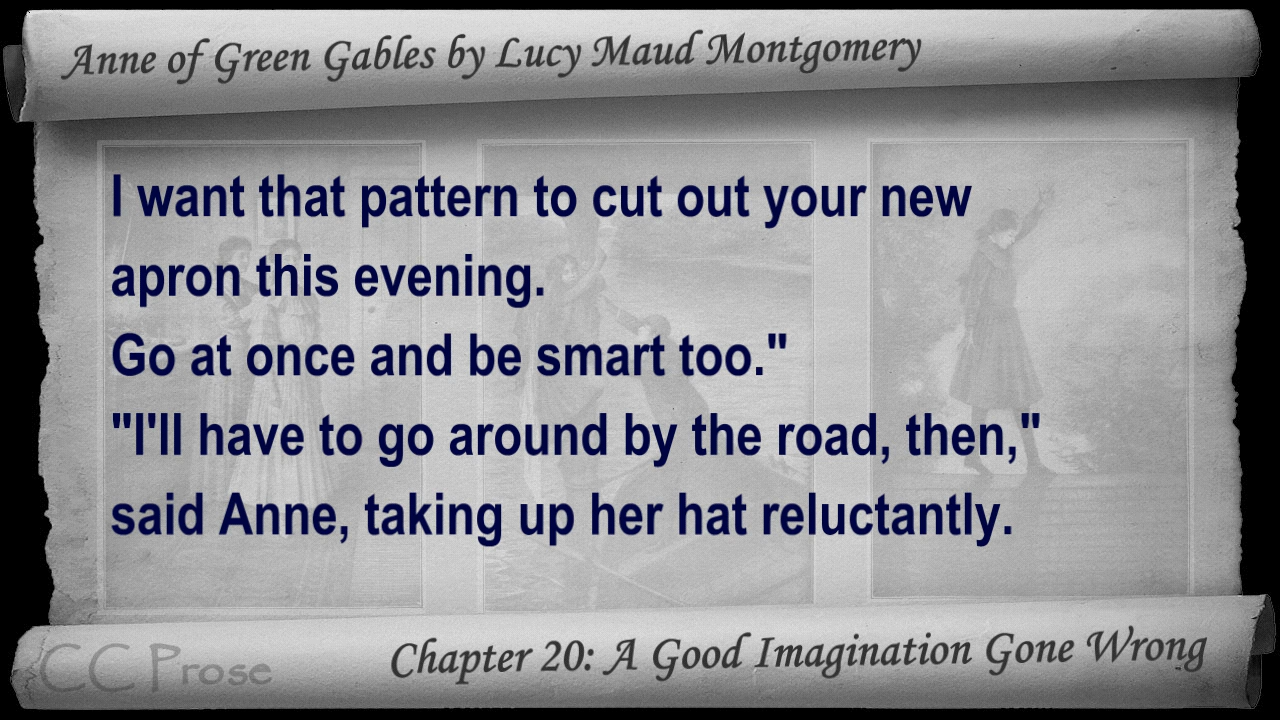 Anne of Green Gables by Lucy Maud Montgomery
I want that pattern to cut out your new
apron this evening.
Go at once and be smart too."
"I'll have to go around by the road, then,"
said Anne, taking up her hat reluctantly.
CC Prose
Chapter 20: A Good Imagination Gone Wrong